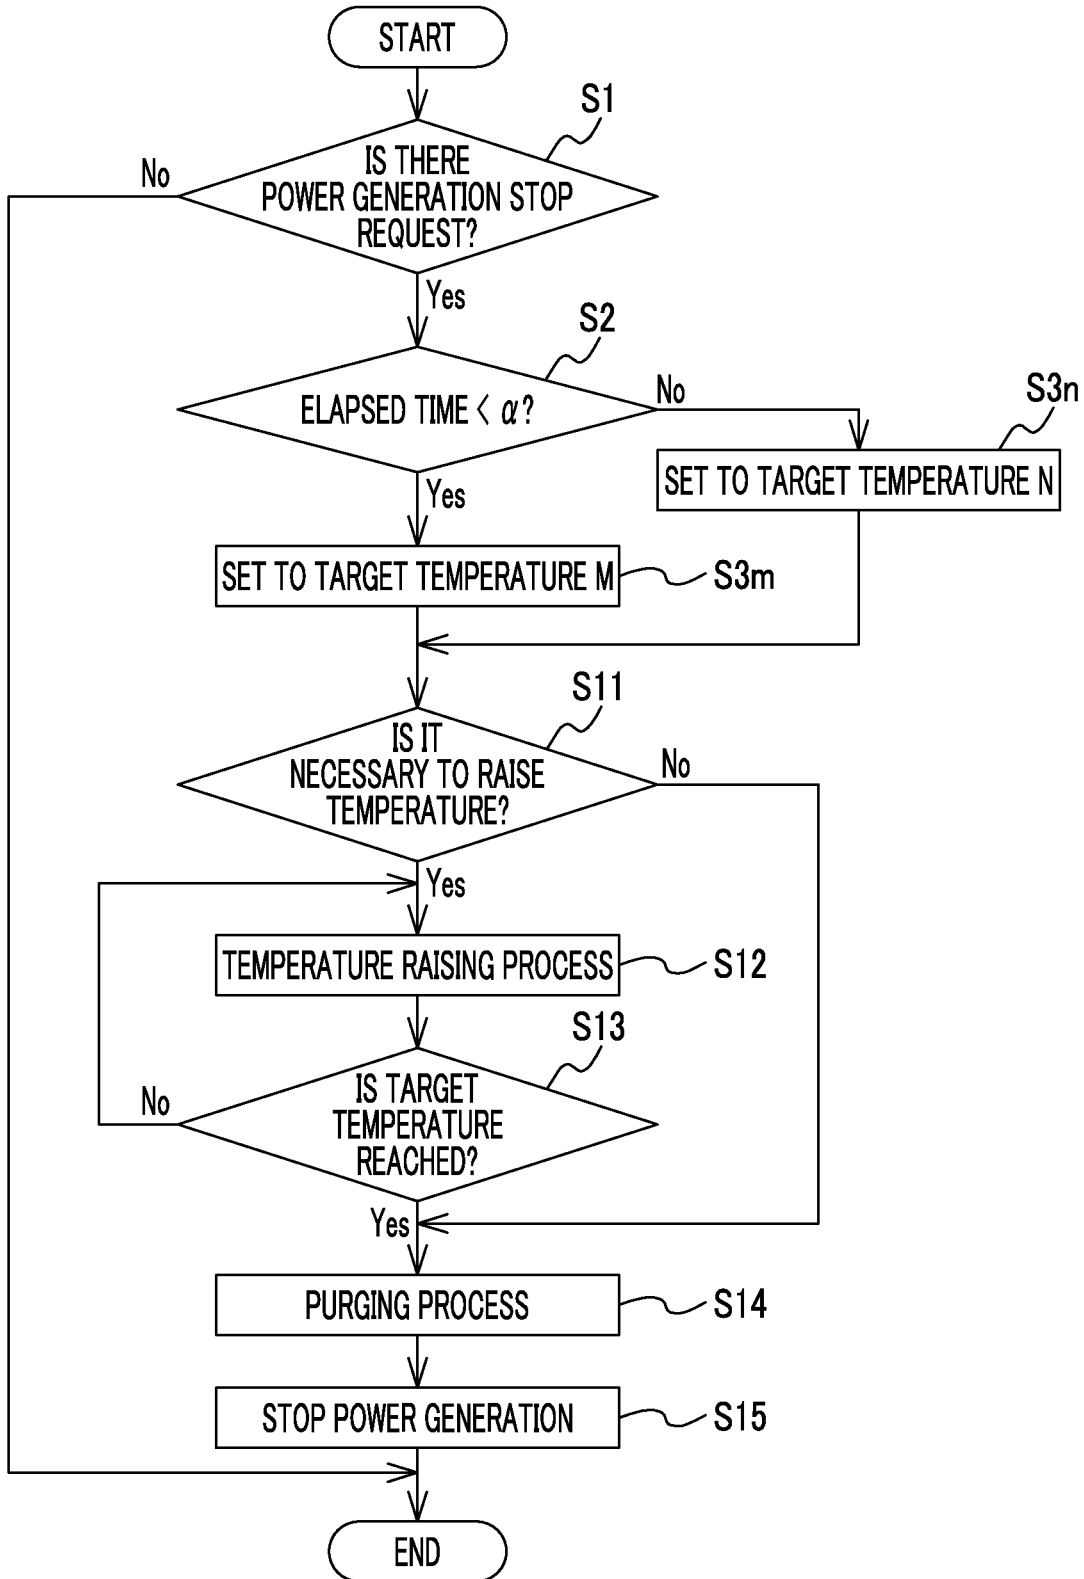 START
S1
IS THERE
POWER GENERATION STOP
REQUEST?
No
Yes
S2
ELAPSED TIME < α?
No
S3n
SET TO TARGET TEMPERATURE N
Yes
SET TO TARGET TEMPERATURE M
S3m
S11
IS IT
NECESSARY TO RAISE
TEMPERATURE?
No
Yes
TEMPERATURE RAISING PROCESS
S12
S13
IS TARGET
TEMPERATURE
REACHED?
No
Yes
PURGING PROCESS
S14
STOP POWER GENERATION
S15
END